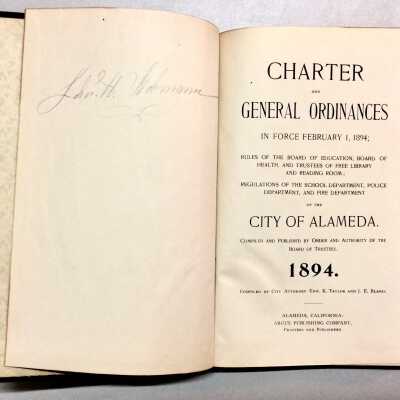 CHARTER
AND
GENERAL ORDINANCES
IN FORCE FEBRUARY 1, 1894;
RULES OF THE BOARD OF EDUCATION, BOARD OF
HEALTH, AND TRUSTEES OF FREE LIBRARY
AND READING ROOM;
REGULATIONS OF THE SCHOOL DEPARTMENT, POLICE
DEPARTMENT, AND FIRE DEPARTMENT
OF THE
CITY OF ALAMEDA.
COMPILED AND PUBLISHED BY ORDER AND AUTHORITY OF THE
BOARD OF TRUSTEES.
1894.
COMPILED BY CITY ATTORNEY EDW. K. TAYLOR AND J. E.
ALAMEDA, CALIFORNIA:
ARGUS PUBLISHING COMPANY,
PRINTERS AND PUBLISHERS